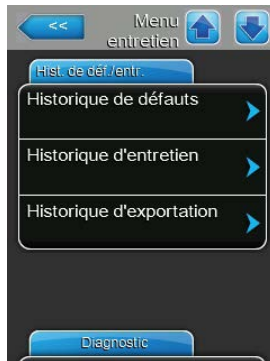 <<
Menu
entretien
Hist. de déf./entr.
Historique de défauts
Historique d'entretien
Historique d'exportation
Diagnostic